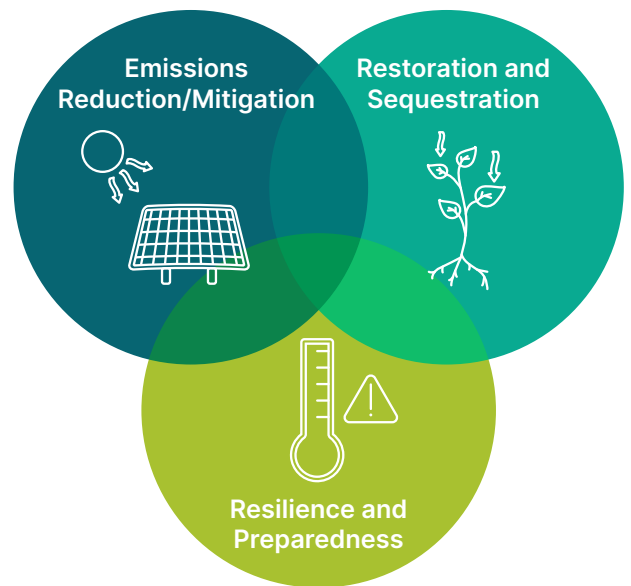 Emissions
Reduction/Mitigation
Restoration and
Sequestration
Resilience and
Preparedness